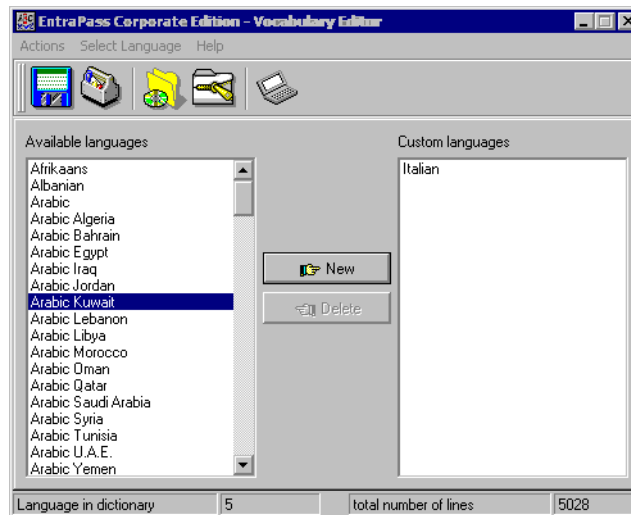 EntraPass Corporate Edition - Vocabulary Editor
Actions Select Language Help
Available languages
Custom languages
Afrikaans
Albanian
Arabic
Arabic Algeria
Arabic Bahrain
Arabic Egypt
Arabic Iraq
Arabic Jordan
Arabic Kuwait
Arabic Lebanon
Arabic Libya
Arabic Morocco
Arabic Oman
Arabic Qatar
Arabic Saudi Arabia
Arabic Syria
Arabic Tunisia
Arabic U.A.E.
Arabic Yemen
New
Delete
Italian
Language in dictionary 5 total number of lines 5028